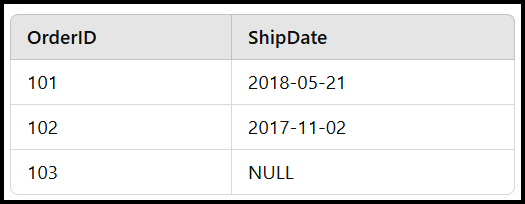 OrderID ShipDate
101 2018-05-21
102 2017-11-02
103 NULL